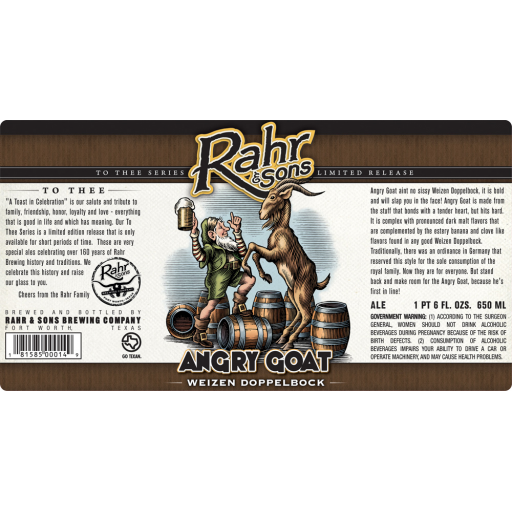 Rahr
& Sons
TO THEE SERIES
LIMITED RELEASE
TO THEE
"A Toast in Celebration" is our salute and tribute to
family, friendship, honor, loyalty and love - everything
that is good in life and which has meaning. Our To
Thee Series is a limited edition release that is only
available for short periods of time. These are very
special ales celebrating over 160 years of Rahr
Brewing history and traditions. We
celebrate this history and raise
our glass to you.
Cheers from the Rahr Family
Rahr
& Sons
BREWED AND BOTTLED BY
RAHR & SONS BREWING COMPANY
FORT WORTH, TEXAS
8 15850 0014 9
GO TEXAN.
ANGRY GOAT
WEIZEN DOPPELBOCK
Angry Goat aint no sissy Weizen Doppelbock, it is bold
and will slap you in the face! Angry Goat is made from
the stuff that bonds with a tender heart, but hits hard.
It is complex with pronounced dark malt flavors that
are complemented by the estery banana and clove like
flavors found in any good Weizen Doppelbock.
Traditionally, there was an ordinance in Germany that
reserved this style for the sole consumption of the
royal family. Now they are for everyone. But stand
back and make room for the Angry Goat, because he's
first in line!
ALE 1 PT 6 FL. OZS. 650 ML
GOVERNMENT WARNING: (1) ACCORDING TO THE SURGEON
GENERAL, WOMEN SHOULD NOT DRINK ALCOHOLIC
BEVERAGES DURING PREGNANCY BECAUSE OF THE RISK OF
BIRTH DEFECTS. (2) CONSUMPTION OF ALCOHOLIC
BEVERAGES IMPAIRS YOUR ABILITY TO DRIVE A CAR OR
OPERATE MACHINERY, AND MAY CAUSE HEALTH PROBLEMS.